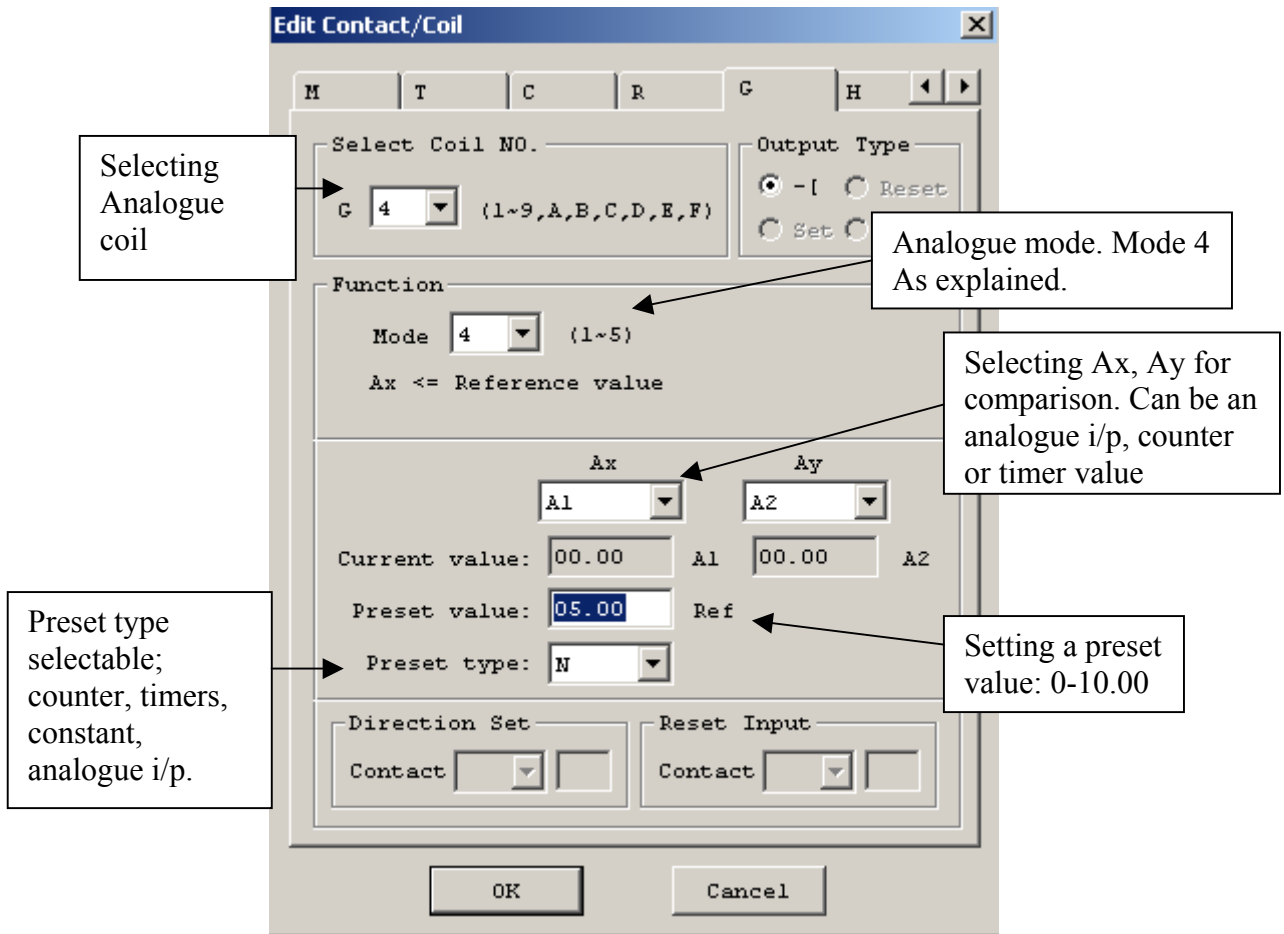 Edit Contact/Coil
M T C R G H
Select Coil NO.
G 4 (1~9,A,B,C,D,E,F)
Output Type
-[ Reset
Set
Function
Mode 4 (1~5)
Ax <= Reference value
Ax Ay
A1 A2
Current value: 00.00 A1 00.00 A2
Preset value: 05.00 Ref
Preset type: N
Direction Set
Contact
Reset Input
Contact
OK Cancel
Selecting
Analogue
coil
Analogue mode. Mode 4
As explained.
Selecting Ax, Ay for
comparison. Can be an
analogue i/p, counter
or timer value
Preset type
selectable;
counter, timers,
constant,
analogue i/p.
Setting a preset
value: 0-10.00